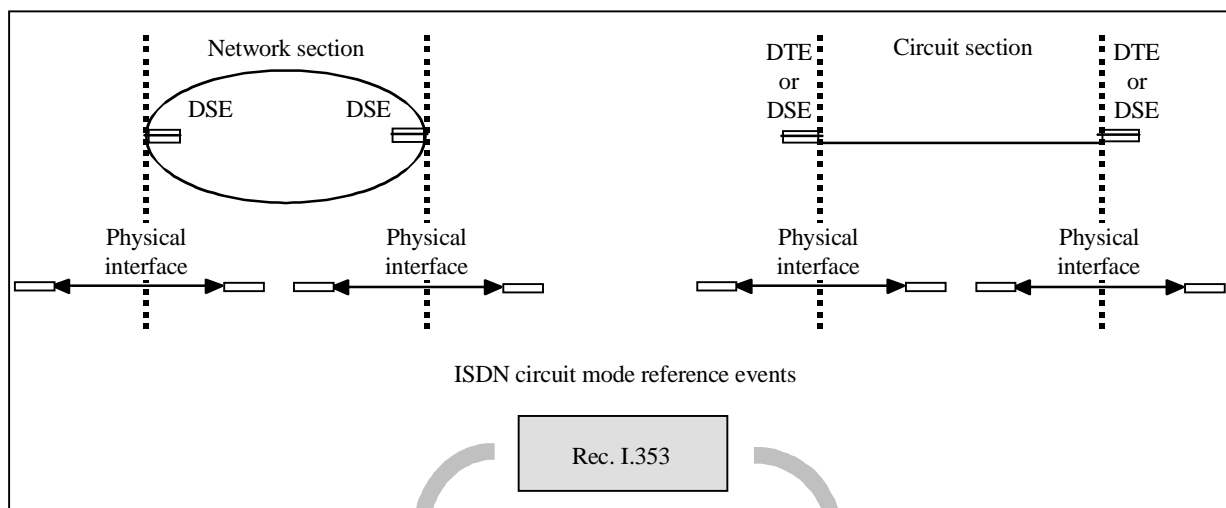 Network section
DSE
DSE
Circuit section
DTE
or
DSE
DTE
or
DSE
Physical
interface
Physical
interface
Physical
interface
Physical
interface
ISDN circuit mode reference events
Rec. I.353